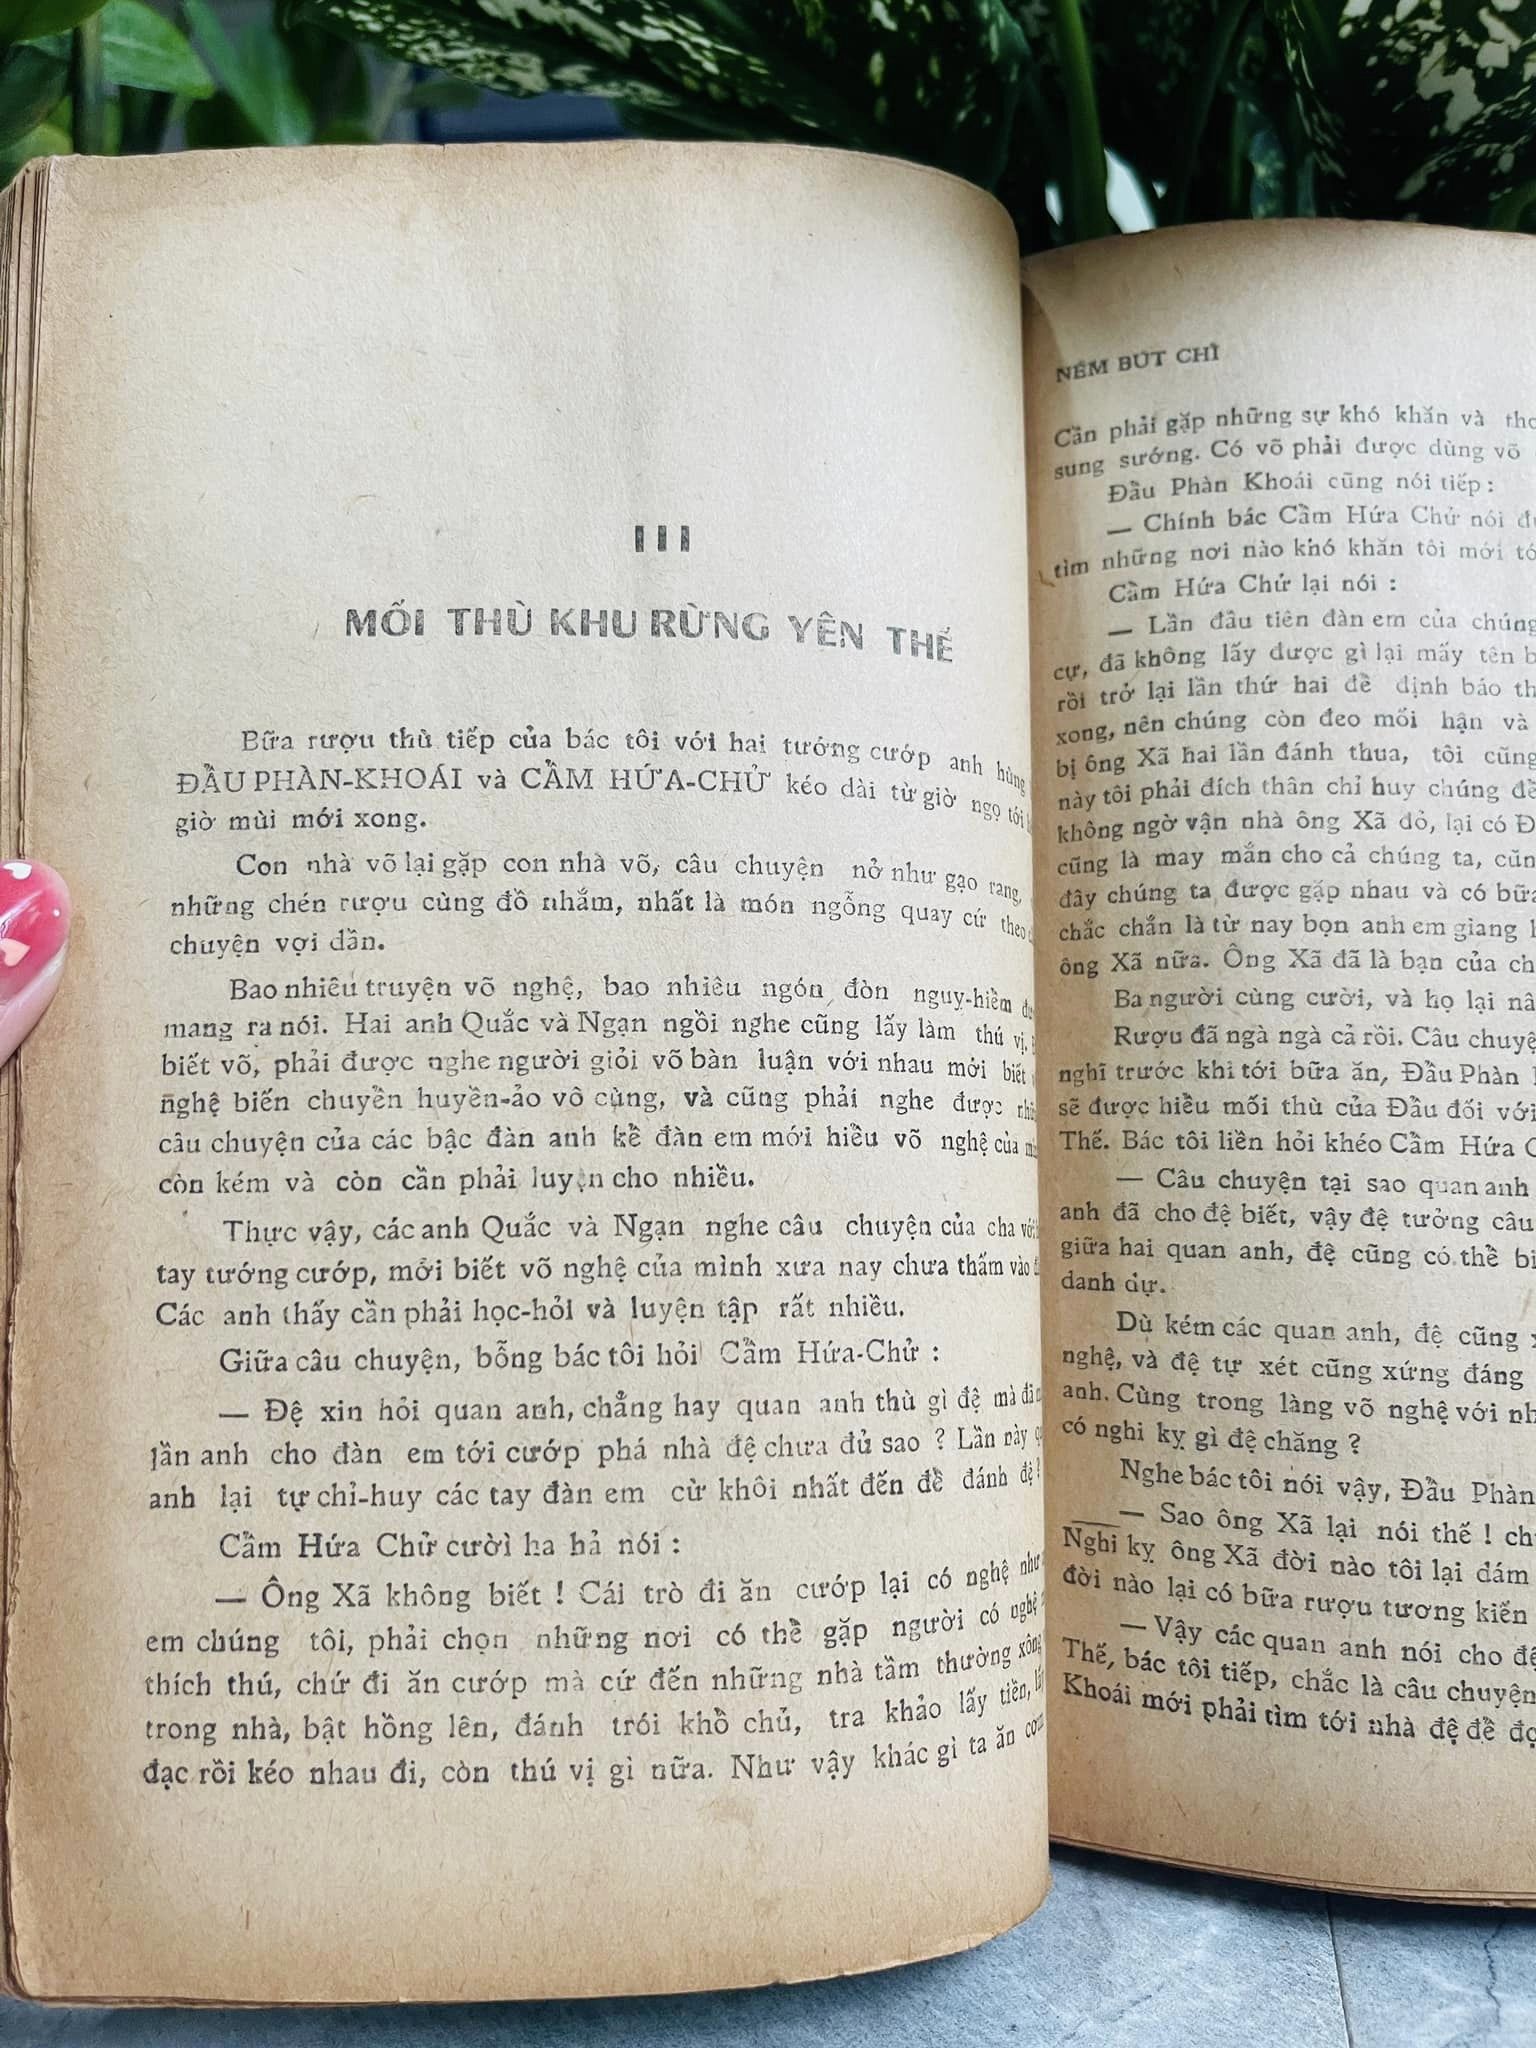 III
MỐI THÙ KHU RỪNG YÊN THẾ
Bữa rượu thù tiếp của bác tôi với hai tướng cướp anh hùng
ĐẦU PHÀN-KHOÁI và CẦM HỨA-CHỬ kéo dài từ giờ ngọ tới
giờ mùi mới xong.
Con nhà võ lại gặp con nhà võ, câu chuyện nở như gạo rang,
những chén rượu cùng đồ nhắm, nhất là món ngỗng quay cứ theo
chuyện vợi dần.
Bao nhiêu truyện võ nghệ, bao nhiêu ngón đòn nguy-hiểm
mang ra nói. Hai anh Quắc và Ngạn ngồi nghe cũng lấy làm thú vị.
biết võ, phải được nghe người giỏi võ bàn luận với nhau mới biết
nghệ biến chuyển huyền-ảo vô cùng, và cũng phải nghe được
câu chuyện của các bậc đàn anh kể đàn em mới hiểu võ nghệ của
còn kém và còn cần phải luyện cho nhiều.
Thực vậy, các anh Quắc và Ngạn nghe câu chuyện của cha với
tay tướng cướp, mới biết võ nghệ của mình xưa nay chưa thấm vào
Các anh thấy cần phải học-hỏi và luyện tập rất nhiều.
Giữa câu chuyện, bỗng bác tôi hỏi Cầm Hứa-Chử :
— Đệ xin hỏi quan anh, chẳng hay quan anh thù gì đệ mà đi
lần anh cho đàn em tới cướp phá nhà đệ chưa đủ sao ? Lần này
anh lại tự chỉ-huy các tay đàn em cừ khôi nhất đến để đánh đệ ?
Cầm Hứa Chử cười ha hả nói :
— Ông Xã không biết ! Cái trò đi ăn cướp lại có nghệ như
em chúng tôi, phải chọn những nơi có thể gặp người có nghệ
thích thú, chứ đi ăn cướp mà cứ đến những nhà tầm thường xông
trong nhà, bật hồng lên, đánh trói khổ chủ, tra khảo lấy tiền,
đạc rồi kéo nhau đi, còn thú vị gì nữa. Như vậy khác gì ta ăn cơm
NÉM BÚT CHÌ
Cần phải gặp những sự khó khăn và
sung sướng. Có võ phải được dùng võ
Đầu Phàn Khoái cũng nói tiếp :
— Chính bác Cầm Hứa Chử nói
tìm những nơi nào khó khăn tôi mới
Cầm Hứa Chử lại nói :
— Lần đầu tiên đàn em của chúng
cự, đã không lấy được gì lại mấy tên
rồi trở lại lần thứ hai để định báo
xong, nên chúng còn đeo mối hận và
bị ông Xã hai lần đánh thua, tôi cũng
này tôi phải đích thân chỉ huy chúng để
không ngờ vận nhà ông Xã đỏ, lại có
cũng là may mắn cho cả chúng ta,
đây chúng ta được gặp nhau và có bữa
chắc chắn là từ nay bọn anh em giang
ông Xã nữa. Ông Xã đã là bạn của
Ba người cùng cười, và họ lại
Rượu đã ngà ngà cả rồi. Câu
nghĩ trước khi tới bữa ăn, Đầu Phàn
sẽ được hiểu mối thù của Đầu đối với
Thế. Bác tôi liền hỏi khéo Cầm Hứa
— Câu chuyện tại sao quan anh
anh đã cho đệ biết, vậy đệ tưởng câu
giữa hai quan anh, đệ cũng có thể
danh dự.
Dù kém các quan anh, đệ cũng
nghệ, và đệ tự xét cũng xứng đáng
anh. Cùng trong làng võ nghệ với
có nghi kỵ gì đệ chăng ?
Nghe bác tôi nói vậy, Đầu Phàn
— Sao ông Xã lại nói thế !
Nghi kỵ ông Xã đời nào tôi lại dám
đời nào lại có bữa rượu tương kiến
— Vậy các quan anh nói cho đệ
Thế, bác tôi tiếp, chắc là câu chuyện
Khoái mới phải tìm tới nhà đệ để